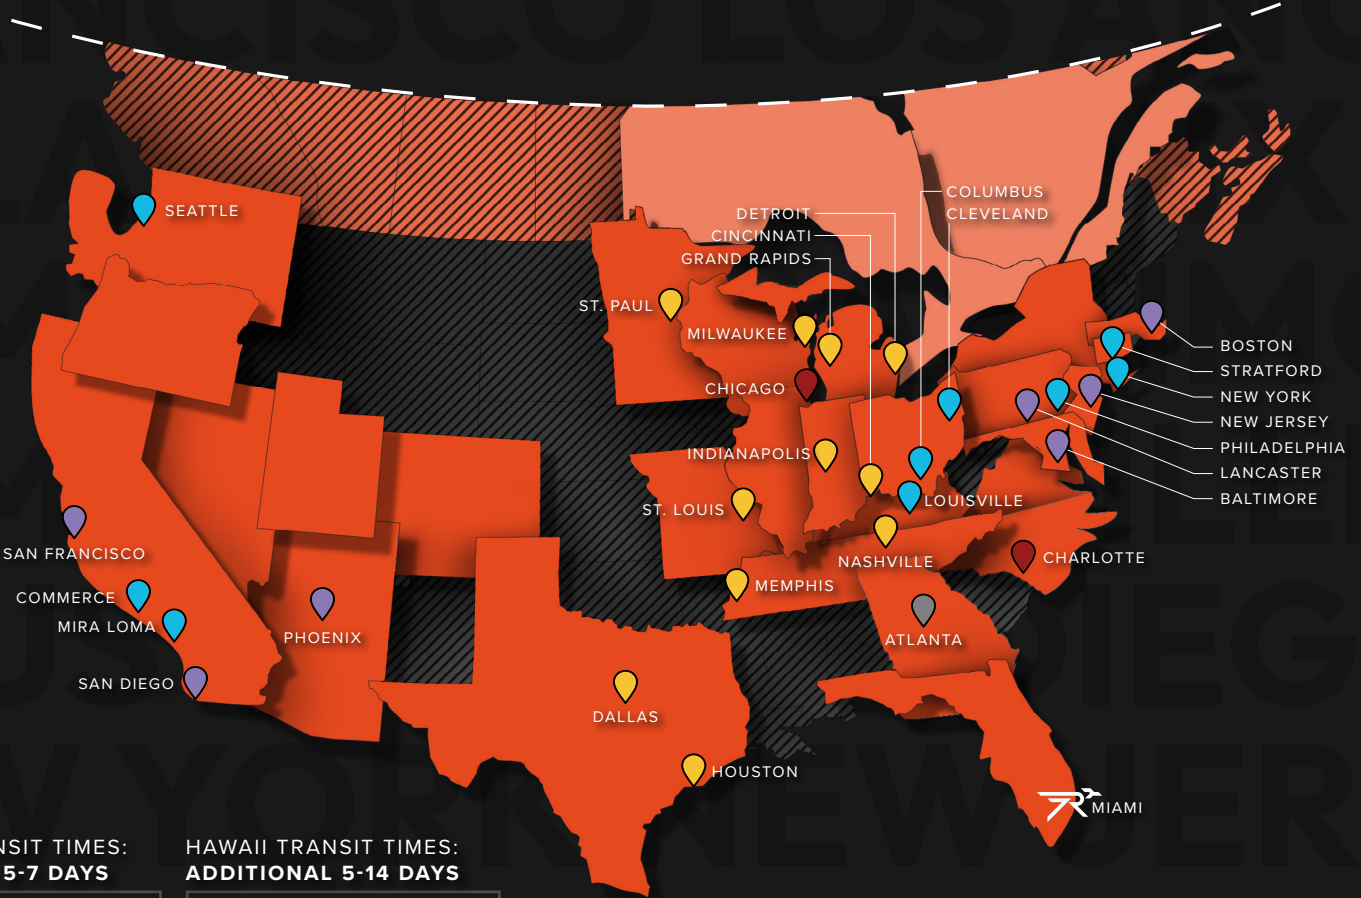 COLUMBUS
CLEVELAND
DETROIT
CINCINNATI
GRAND RAPIDS
SEATTLE
ST. PAUL
MILWAUKEE
CHICAGO
BOSTON
STRATFORD
NEW YORK
NEW JERSEY
PHILADELPHIA
LANCASTER
BALTIMORE
INDIANAPOLIS
ST. LOUIS
LOUISVILLE
SAN FRANCISCO
NASHVILLE
CHARLOTTE
COMMERCE
MEMPHIS
MIRA LOMA
PHOENIX
ATLANTA
SAN DIEGO
DALLAS
HOUSTON
MIAMI
NSIT TIMES:
5-7 DAYS
HAWAII TRANSIT TIMES:
ADDITIONAL 5-14 DAYS